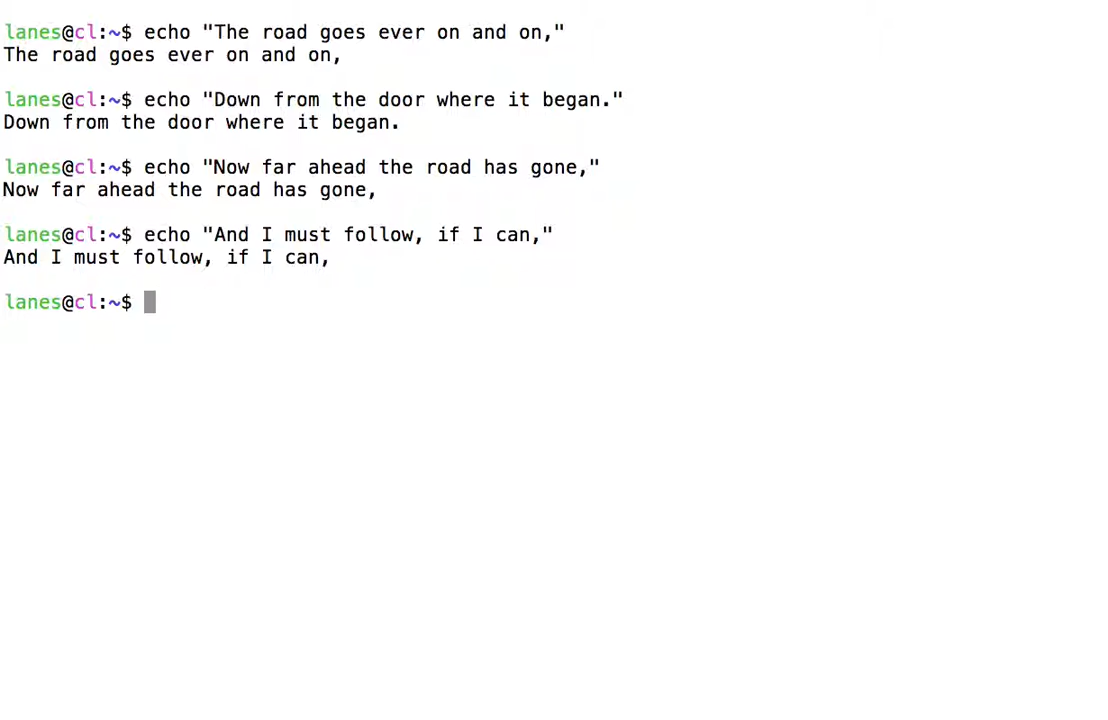 lanes@cl:~$ echo "The road goes ever on and on,"
The road goes ever on and on,
lanes@cl:~$ echo "Down from the door where it began."
Down from the door where it began.
lanes@cl:~$ echo "Now far ahead the road has gone,"
Now far ahead the road has gone,
lanes@cl:~$ echo "And I must follow, if I can,"
And I must follow, if I can,
lanes@cl:~$